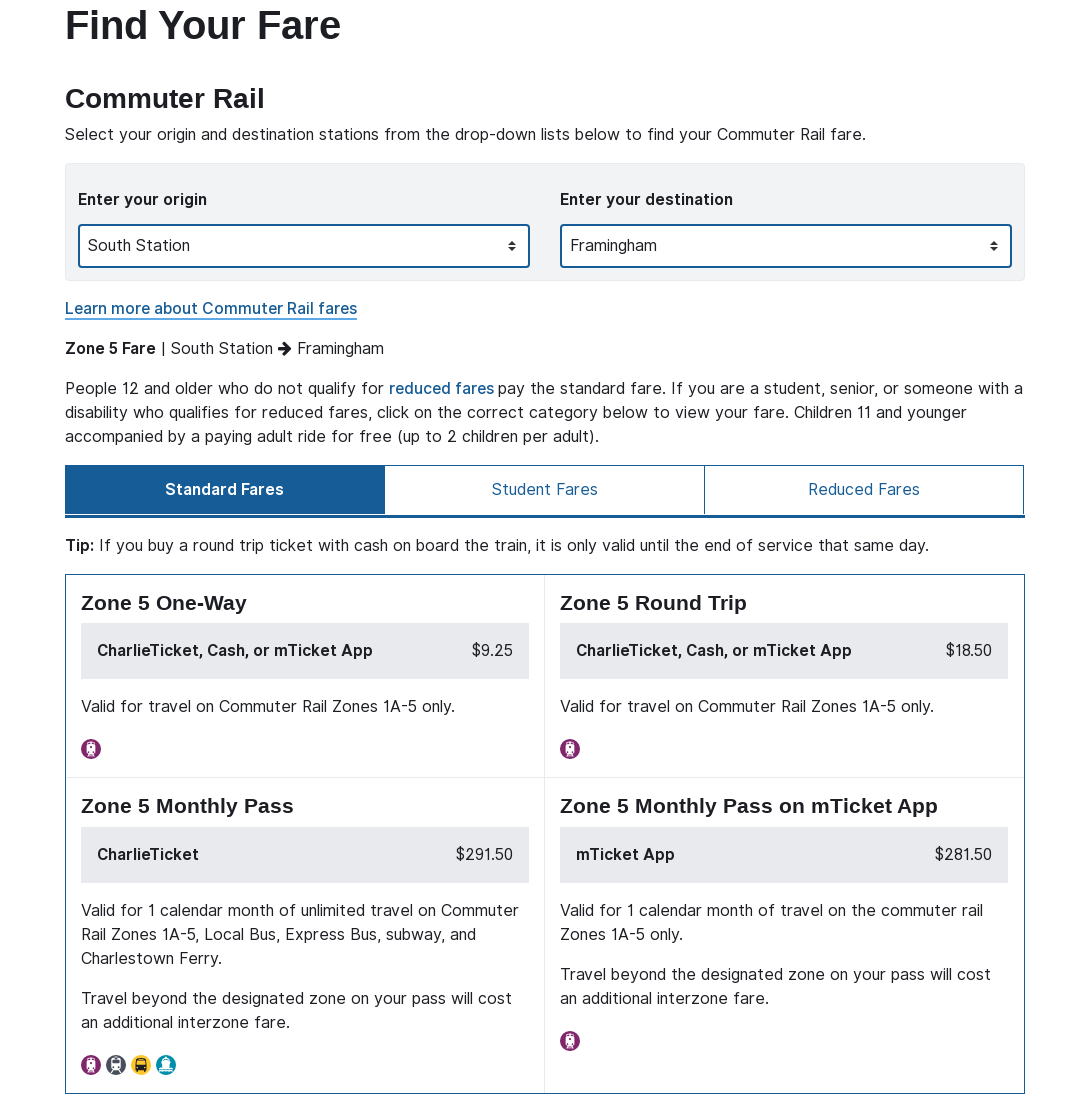 Find Your Fare
Commuter Rail
Select your origin and destination stations from the drop-down lists below to find your Commuter Rail fare.
Enter your origin
South Station
Enter your destination
Framingham
Learn more about Commuter Rail fares
Zone 5 Fare | South Station → Framingham
People 12 and older who do not qualify for reduced fares pay the standard fare. If you are a student, senior, or someone with a
disability who qualifies for reduced fares, click on the correct category below to view your fare. Children 11 and younger
accompanied by a paying adult ride for free (up to 2 children per adult).
Standard Fares
Student Fares
Reduced Fares
Tip: If you buy a round trip ticket with cash on board the train, it is only valid until the end of service that same day.
Zone 5 One-Way
CharlieTicket, Cash, or mTicket App $9.25
Valid for travel on Commuter Rail Zones 1A-5 only.
Zone 5 Round Trip
CharlieTicket, Cash, or mTicket App $18.50
Valid for travel on Commuter Rail Zones 1A-5 only.
Zone 5 Monthly Pass
CharlieTicket $291.50
Valid for 1 calendar month of unlimited travel on Commuter
Rail Zones 1A-5, Local Bus, Express Bus, subway, and
Charlestown Ferry.
Travel beyond the designated zone on your pass will cost
an additional interzone fare.
Zone 5 Monthly Pass on mTicket App
mTicket App $281.50
Valid for 1 calendar month of travel on the commuter rail
Zones 1A-5 only.
Travel beyond the designated zone on your pass will cost
an additional interzone fare.